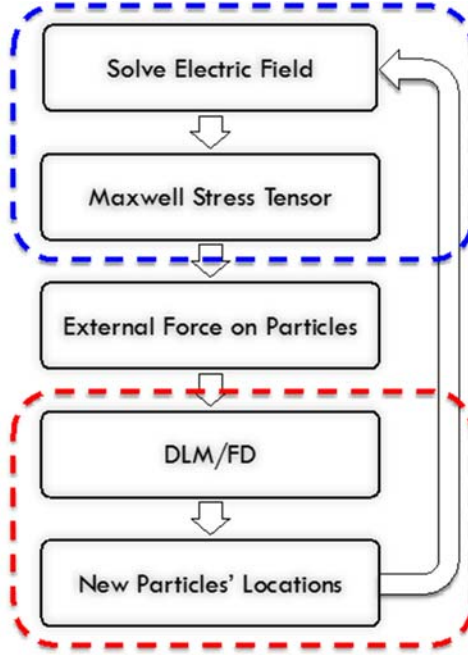 Solve Electric Field
Maxwell Stress Tensor
External Force on Particles
DLM/FD
New Particles' Locations